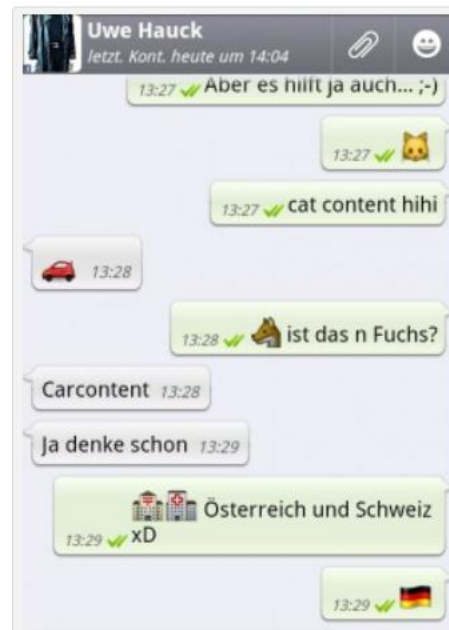 Uwe Hauck
letzt. Kont. heute um 14:04
13:27 Aber es hilft ja auch... ;-)
13:27 🐱
13:27 cat content hihi
🚗 13:28
13:28 🐺 ist das n Fuchs?
Carcontent 13:28
Ja denke schon 13:29
🏣🏥 Österreich und Schweiz
13:29 xD
13:29 🇩🇪